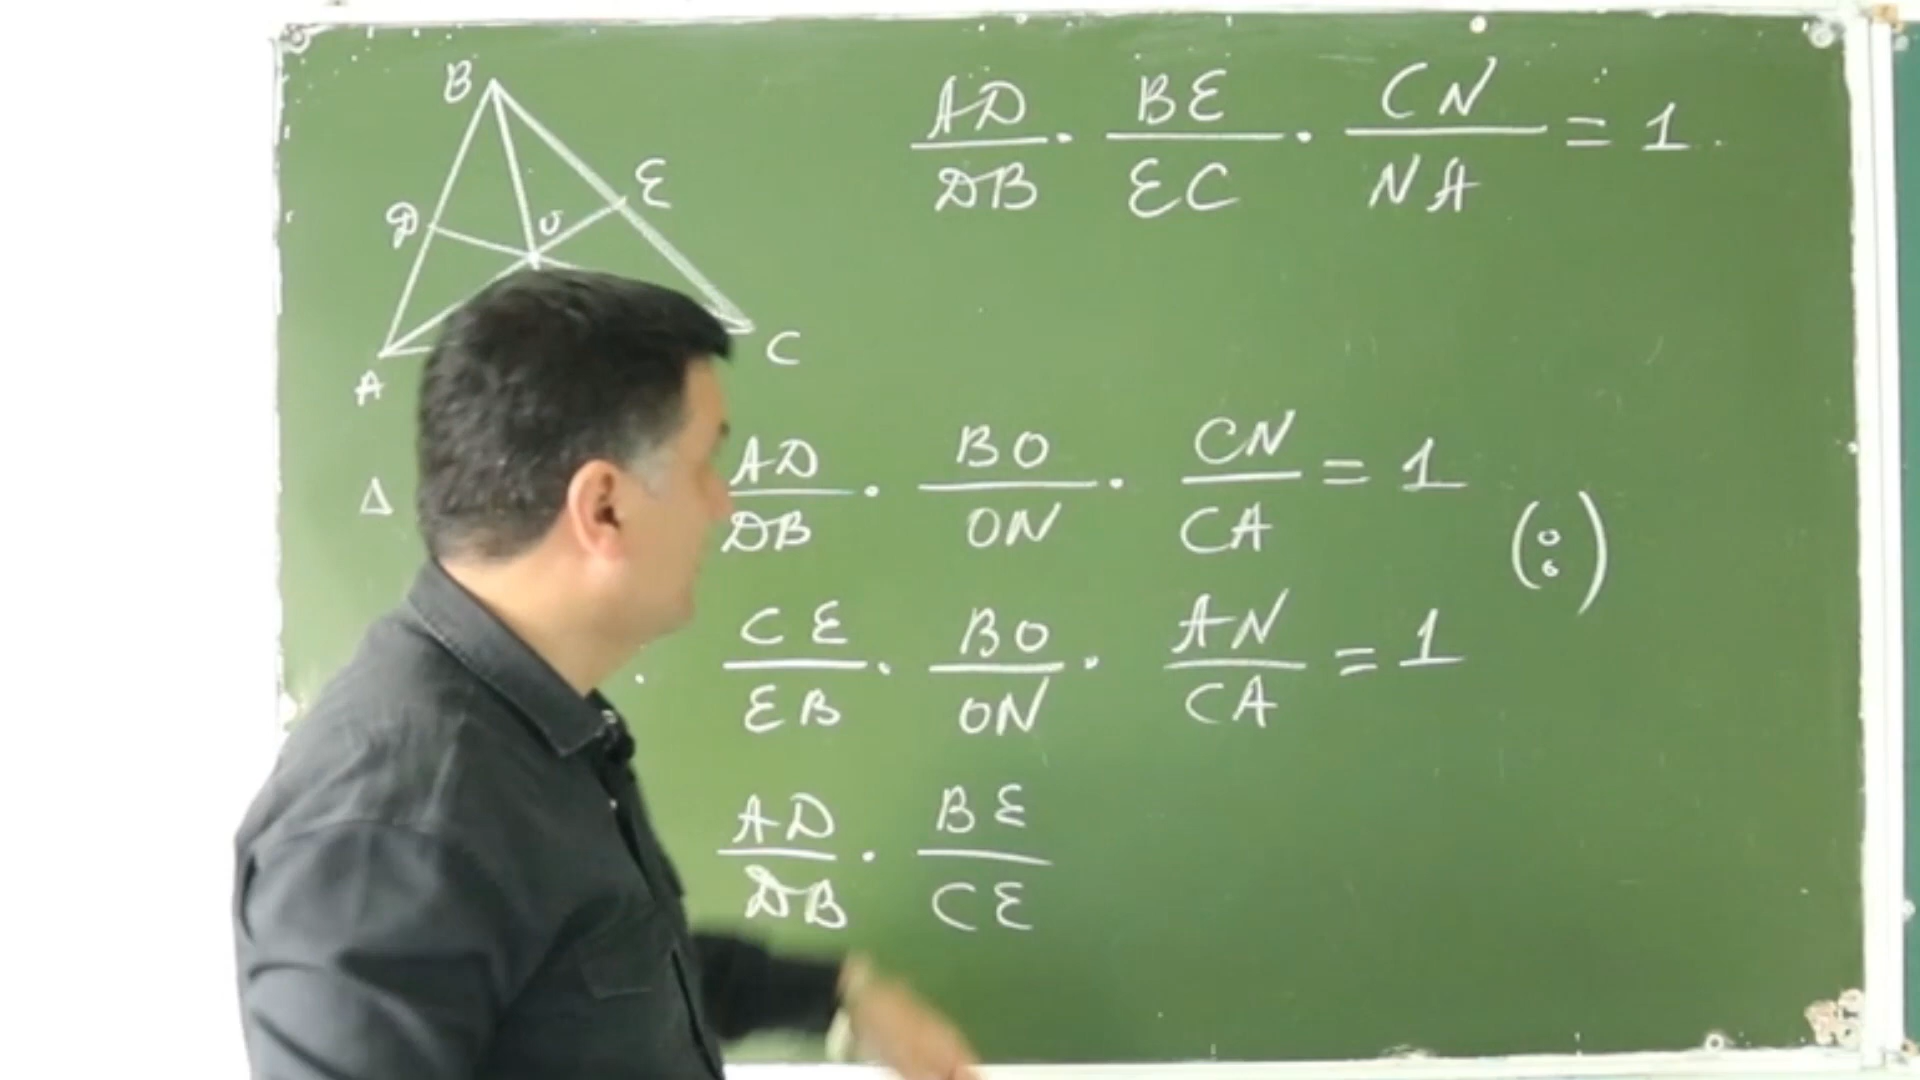 B
D
O
E
A
C
AD/DB · BE/EC · CN/NA = 1
Δ
AD/DB · BO/ON · CN/CA = 1
(:)
· CE/EB · BO/ON · AN/CA = 1
AD/DB · BE/CE